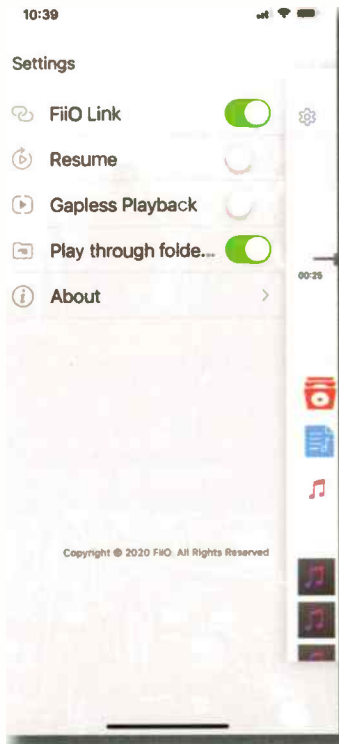 10:39
Settings
FiiO Link
Resume
Gapless Playback
Play through folde...
00:25
About
Copyright © 2020 FiiO. All Rights Reserved